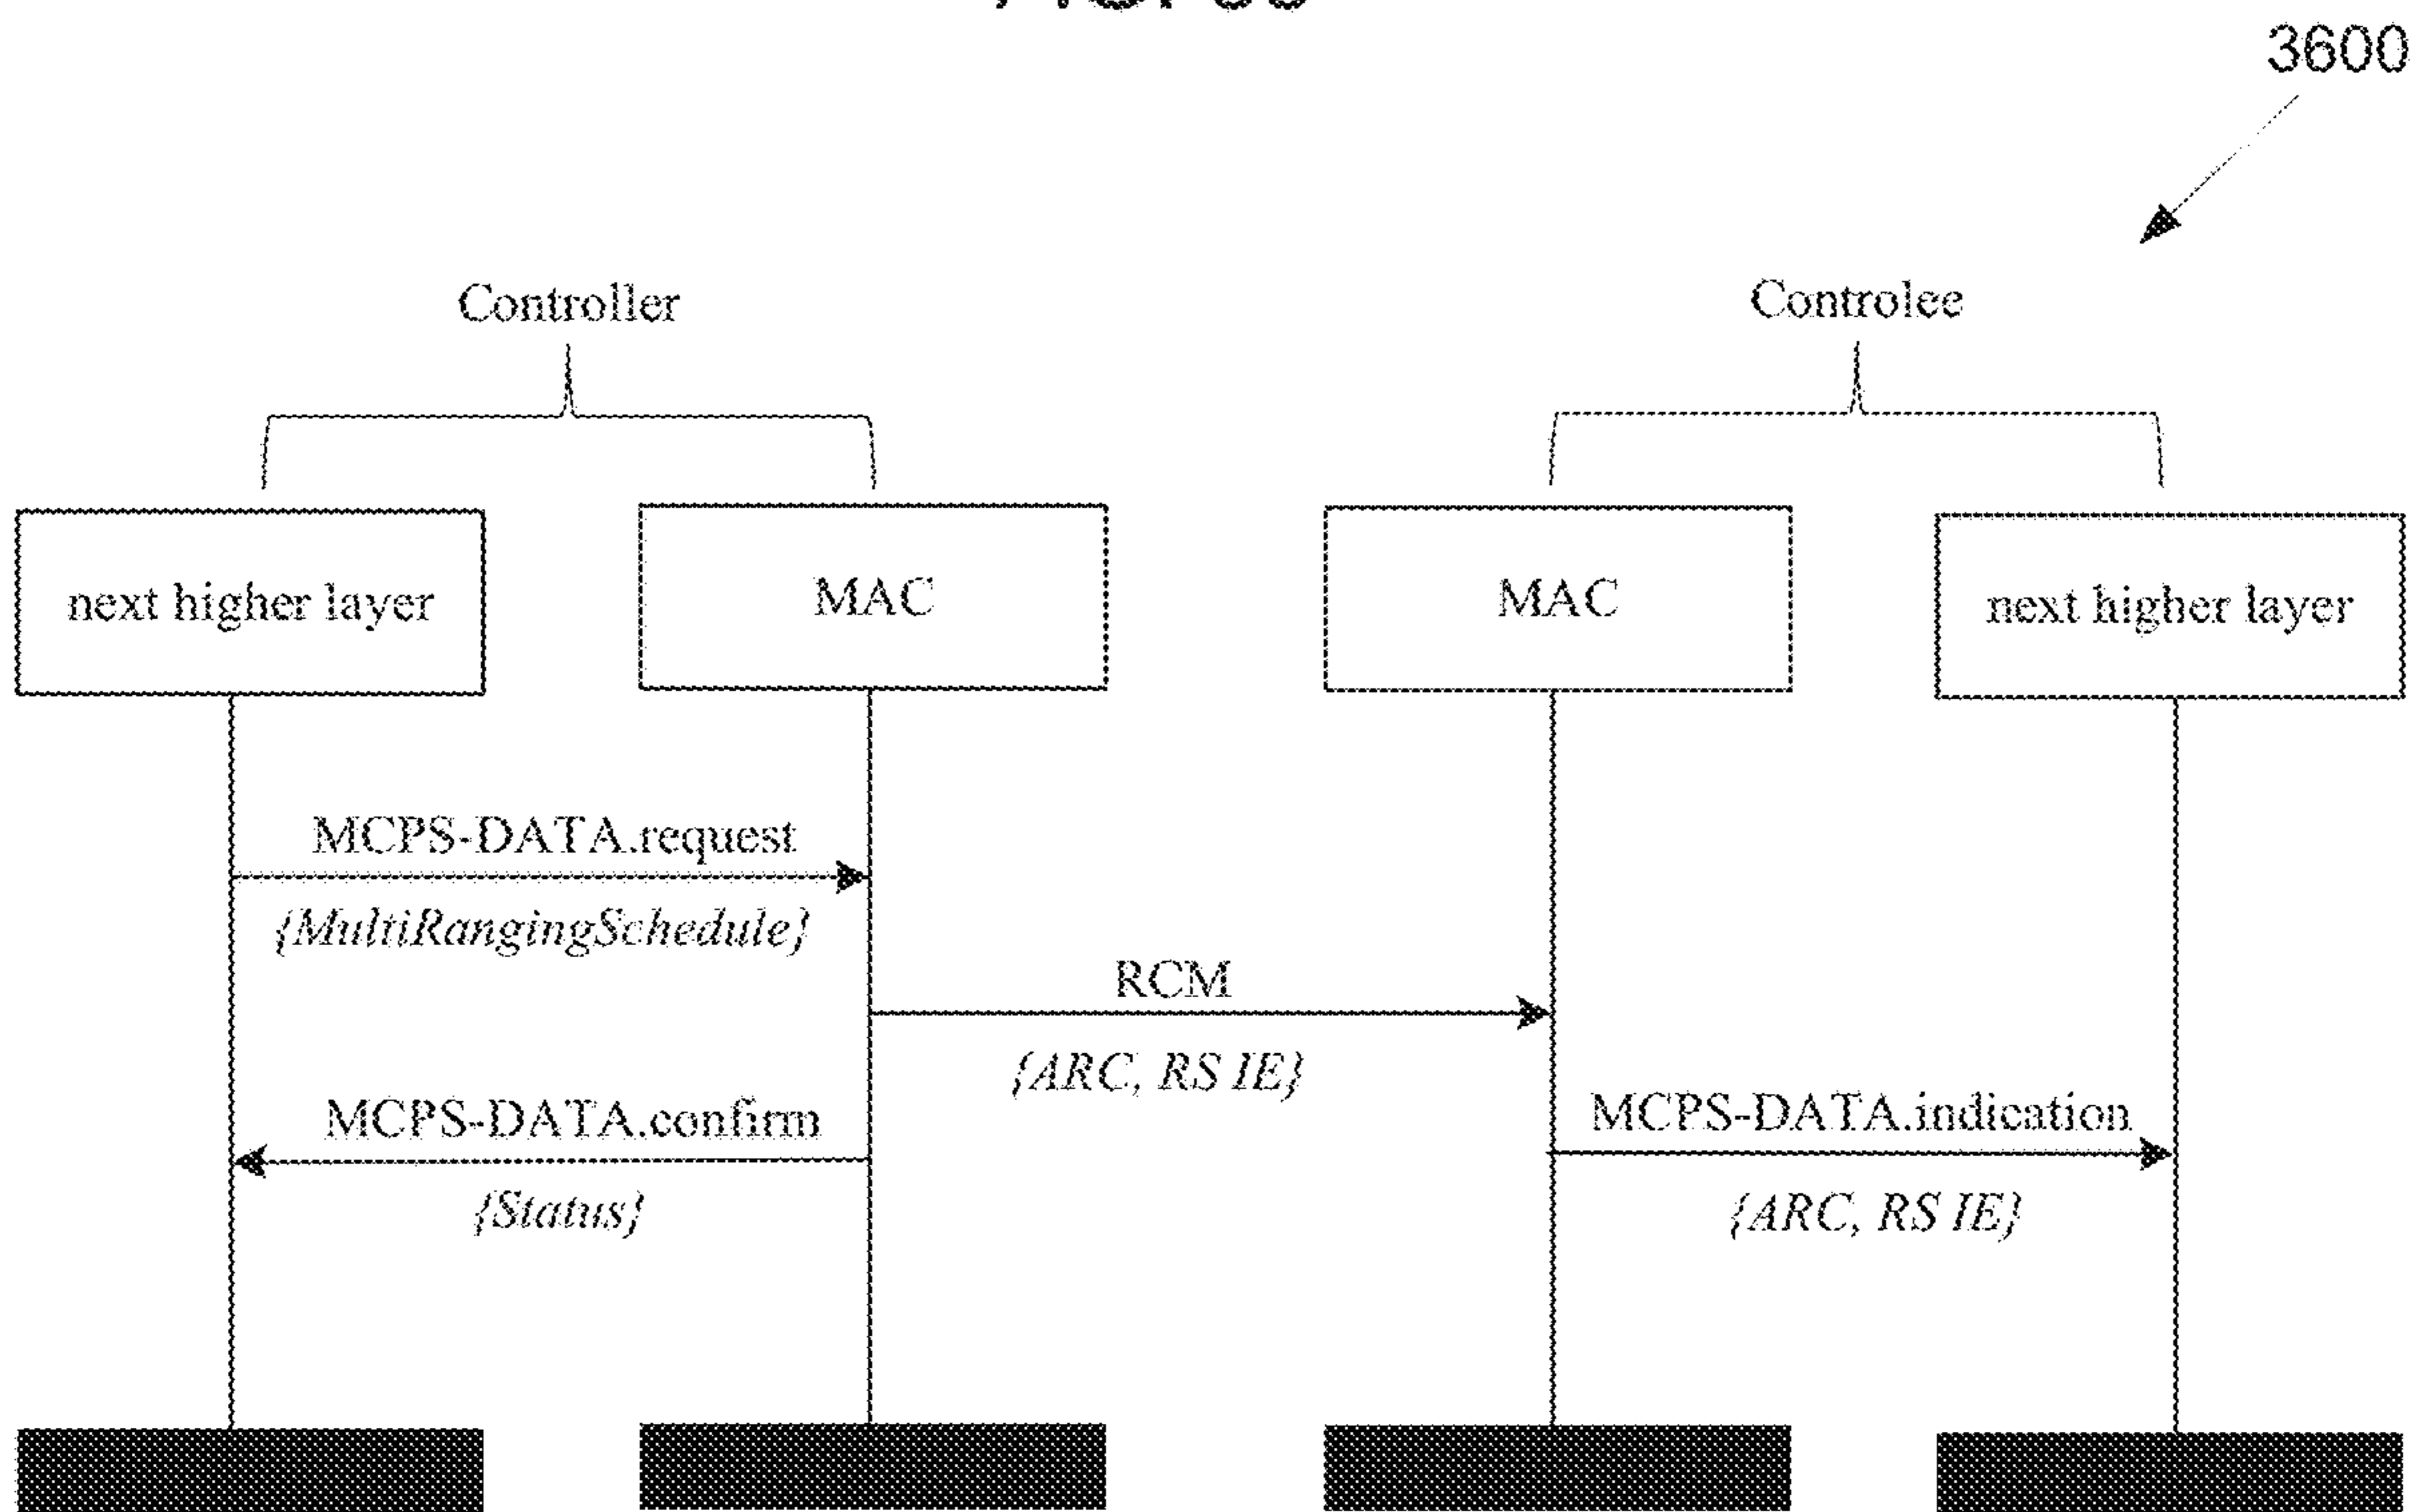 3600
Controller
Controlee
next higher layer
MAC
MAC
next higher layer
MCPS-DATA.request
{MultiRangingSchedule}
RCM
{ARC, RS IE}
MCPS-DATA.confirm
{Status}
MCPS-DATA.indication
{ARC, RS IE}